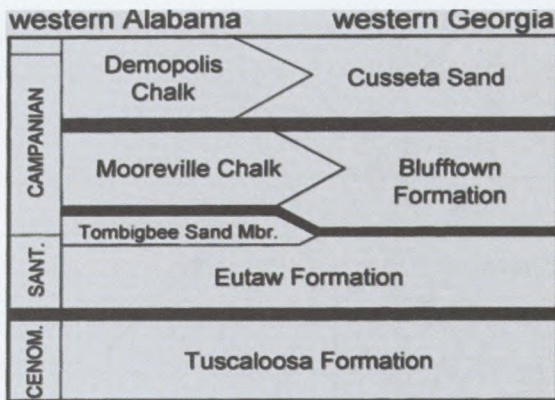 western Alabama western Georgia
Demopolis
Chalk
Cusseta Sand
CAMPANIAN
Mooreville Chalk
Blufftown
Formation
Tombigbee Sand Mbr.
SANT.
Eutaw Formation
CENOM.
Tuscaloosa Formation